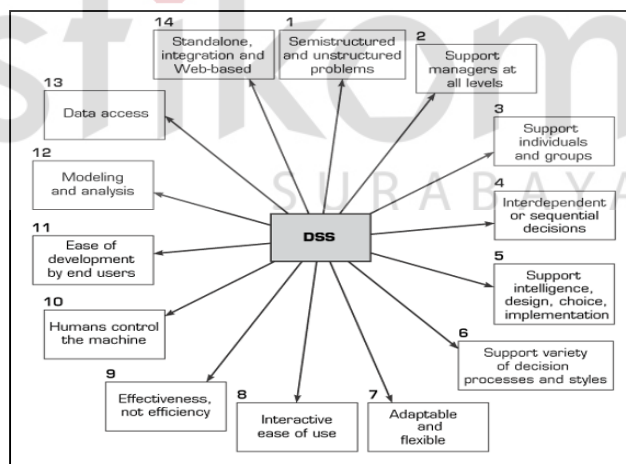 stikom
SURABAYA
14
Standalone,
integration and
Web-based
1
Semistructured
and unstructured
problems
2
Support
managers at
all levels
3
Support
individuals
and groups
4
Interdependent
or sequential
decisions
5
Support
intelligence,
design, choice,
implementation
6
Support variety
of decision
processes and styles
7
Adaptable
and
flexible
8
Interactive
ease of use
9
Effectiveness,
not efficiency
10
Humans control
the machine
11
Ease of
development
by end users
12
Modeling
and analysis
13
Data access
DSS